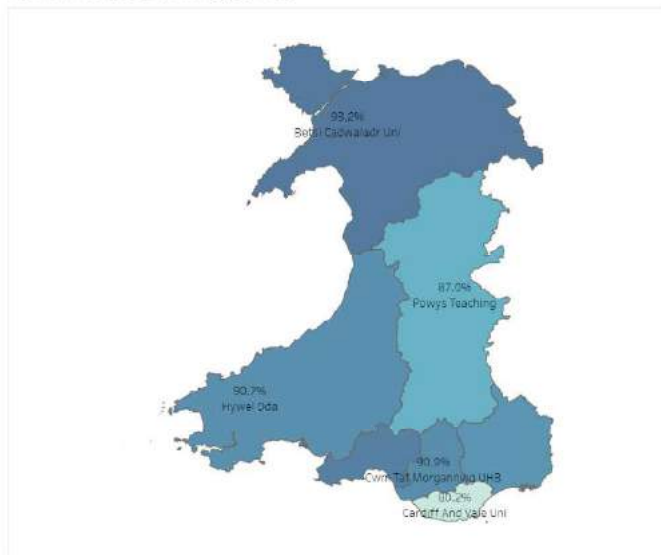 93.2%
Betsi Cadwaladr Uni
87.0%
Powys Teaching
90.7%
Hywel Dda
90.9%
Cwm Taf Morgannwg UHB
80.2%
Cardiff And Vale Uni